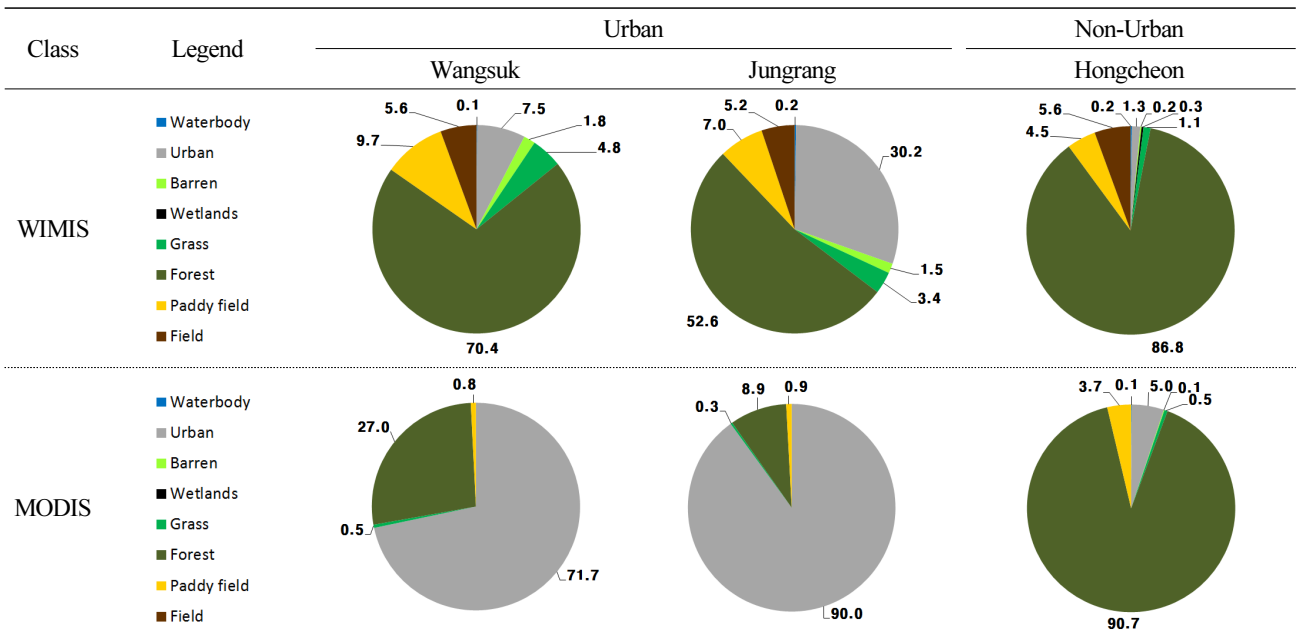 Class Legend Urban Non-Urban
Wangsuk Jungrang Hongcheon
WIMIS
Waterbody
Urban
Barren
Wetlands
Grass
Forest
Paddy field
Field
5.6 0.1 7.5
1.8
9.7 4.8
70.4
5.2 0.2
7.0
30.2
1.5
3.4
52.6
5.6 0.2 1.3 0.2 0.3
4.5 1.1
86.8
MODIS
Waterbody
Urban
Barren
Wetlands
Grass
Forest
Paddy field
Field
0.8
27.0
0.5
71.7
8.9 0.9
0.3
90.0
3.7 0.1 5.0 0.1
0.5
90.7